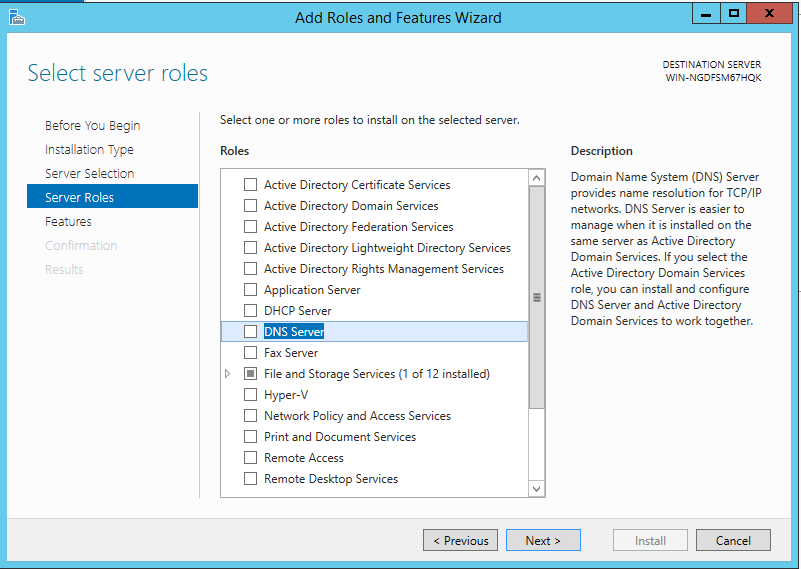 Add Roles and Features Wizard
Select server roles
DESTINATION SERVER
WIN-NGDFSM67HQK
Before You Begin
Installation Type
Server Selection
Server Roles
Features
Confirmation
Results
Select one or more roles to install on the selected server.
Roles
Active Directory Certificate Services
Active Directory Domain Services
Active Directory Federation Services
Active Directory Lightweight Directory Services
Active Directory Rights Management Services
Application Server
DHCP Server
DNS Server
Fax Server
File and Storage Services (1 of 12 installed)
Hyper-V
Network Policy and Access Services
Print and Document Services
Remote Access
Remote Desktop Services
Description
Domain Name System (DNS) Server
provides name resolution for TCP/IP
networks. DNS Server is easier to
manage when it is installed on the
same server as Active Directory
Domain Services. If you select the
Active Directory Domain Services
role, you can install and configure
DNS Server and Active Directory
Domain Services to work together.
< Previous
Next >
Install
Cancel